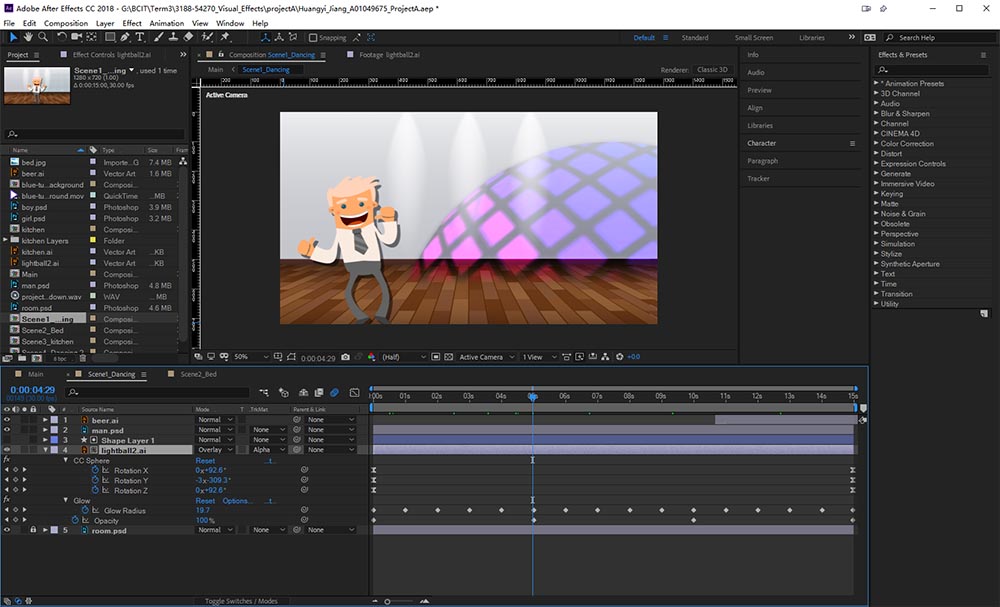 Adobe After Effects CC 2018 - G:\BCIT\Term3\3188-54270_Visual_Effects\projectA\Huangyi_Jiang_A01049675_ProjectA.aep *
File Edit Composition Layer Effect Animation View Window Help
Snapping Default Standard Small Screen Libraries Search Help
Project Effect Controls lightball2.ai Composition Scene1_Dancing Footage lightball2.ai Info Effects & Presets
Scene1_...ing , used 1 time
1280 x 720 (1.00)
Δ 0:00:15:00, 30.00 fps
Main Scene1_Dancing Renderer: Classic 3D
Active Camera
Audio
Preview
Align
Libraries
Character
Paragraph
Tracker
* Animation Presets
3D Channel
Audio
Blur & Sharpen
Channel
CINEMA 4D
Color Correction
Distort
Expression Controls
Generate
Immersive Video
Keying
Matte
Noise & Grain
Obsolete
Perspective
Simulation
Stylize
Synthetic Aperture
Text
Time
Transition
Utility
Name Type Size Fram
bed.jpg Importe...G 7.4 MB
beer.ai Vector Art 1.6 MB
blue-tu...ackground Composi...
blue-tu...round.mov QuickTime ...MB
boy.psd Photoshop 3.9 MB
girl.psd Photoshop 3.2 MB
kitchen Composi...
kitchen Layers Folder
kitchen.ai Vector Art ...KB
lightball2.ai Vector Art ...KB
Main Composi...
man.psd Photoshop 4.8 MB
project...down.wav WAV ...MB
room.psd Photoshop 4.6 MB
Scene1_...ing Composi...
Scene2_Bed Composi...
Scene3_kitchen Composi...
8 bpc
50% 0:00:04:29 (Half) Active Camera 1 View +0.0
Main Scene1_Dancing Scene2_Bed
0:00:04:29
00149 (30.00 fps)
:00s 01s 02s 03s 04s 05s 06s 07s 08s 09s 10s 11s 12s 13s 14s 15s
# Source Name Mode T TrkMat Parent & Link
1 beer.ai Normal None
2 man.psd Normal None None
3 Shape Layer 1 Normal None None
4 lightball2.ai Overlay Alpha None
CC Sphere Reset ...t...
Rotation X 0x+92.6°
Rotation Y -3x-309.3°
Rotation Z 0x+92.6°
Glow Reset Options... ...t...
Glow Radius 19.7
Opacity 100%
5 room.psd Normal None None
Toggle Switches / Modes